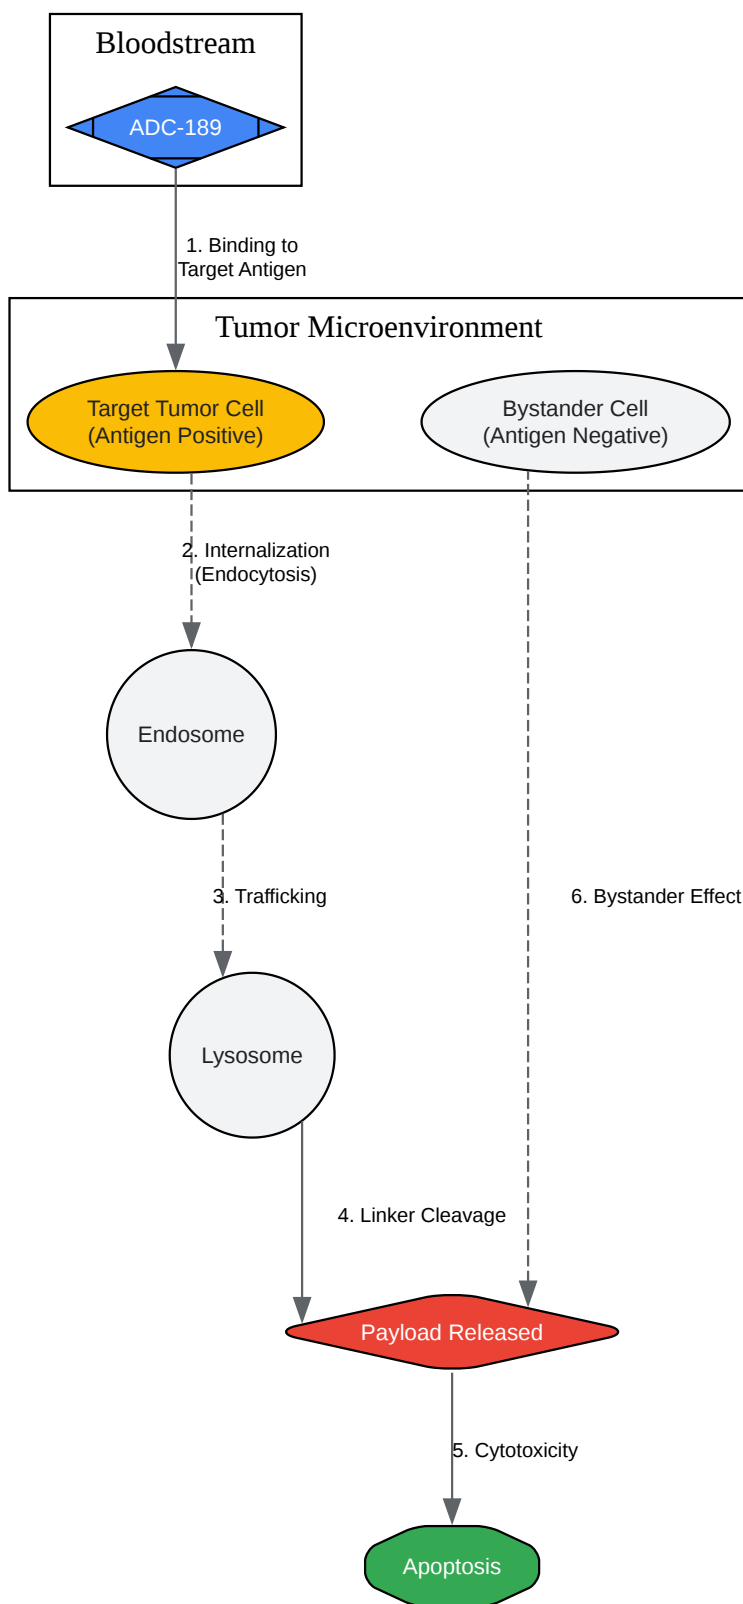 Bloodstream
ADC-189
1. Binding to
Target Antigen
Tumor Microenvironment
Target Tumor Cell
(Antigen Positive)
Bystander Cell
(Antigen Negative)
2. Internalization
(Endocytosis)
Endosome
3. Trafficking
6. Bystander Effect
Lysosome
4. Linker Cleavage
Payload Released
5. Cytotoxicity
Apoptosis